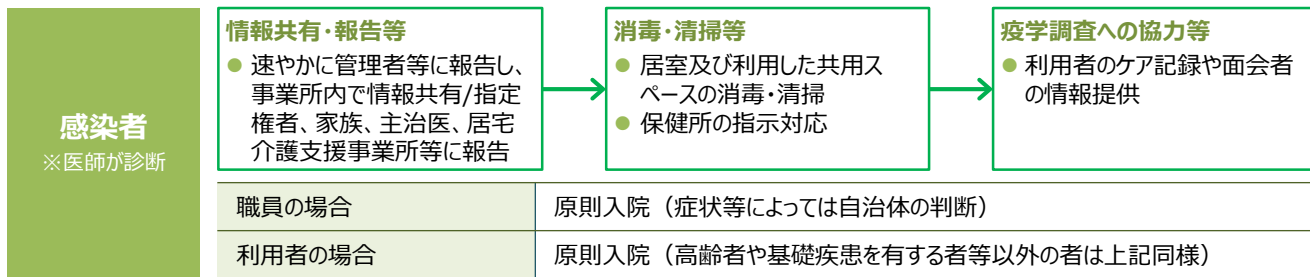 感染者
※医師が診断
情報共有・報告等
● 速やかに管理者等に報告し、
事業所内で情報共有/指定
権者、家族、主治医、居宅
介護支援事業所等に報告
消毒・清掃等
● 居室及び利用した共用ス
ペースの消毒・清掃
● 保健所の指示対応
疫学調査への協力等
● 利用者のケア記録や面会者
の情報提供
職員の場合
原則入院（症状等によっては自治体の判断）
利用者の場合
原則入院（高齢者や基礎疾患を有する者等以外の者は上記同様）